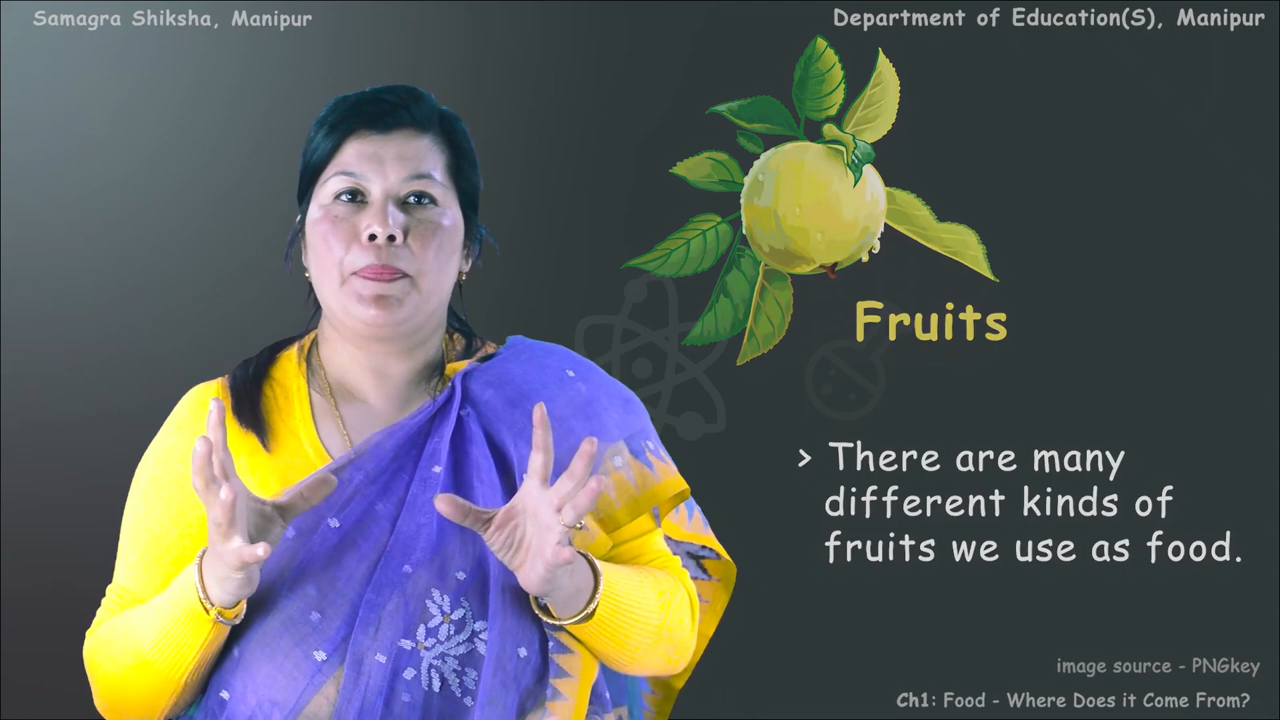 Samagra Shiksha, Manipur
Department of Education(S), Manipur
Fruits
> There are many
different kinds of
fruits we use as food.
image source - PNGkey
Ch1: Food - Where Does it Come From?